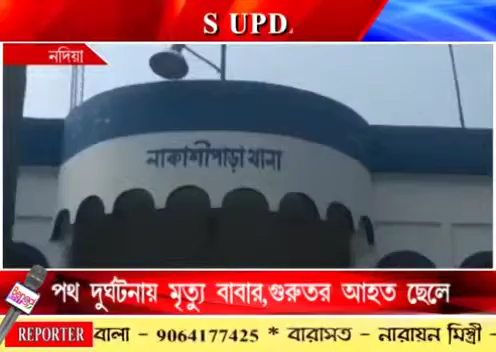 S UPD
নদিয়া
নাকাশীপাড়া থানা
পথ দুর্ঘটনায় মৃত্যু বাবার,গুরুতর আহত ছেলে
REPORTER বালা - 9064177425 * বারাসত - নারায়ন মিস্ত্রী -